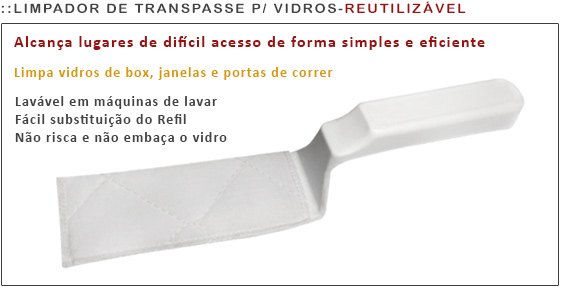 ::LIMPADOR DE TRANSPASSE P/ VIDROS-REUTILIZÁVEL
Alcança lugares de difícil acesso de forma simples e eficiente
Limpa vidros de box, janelas e portas de correr
Lavável em máquinas de lavar
Fácil substituição do Refil
Não risca e não embaça o vidro